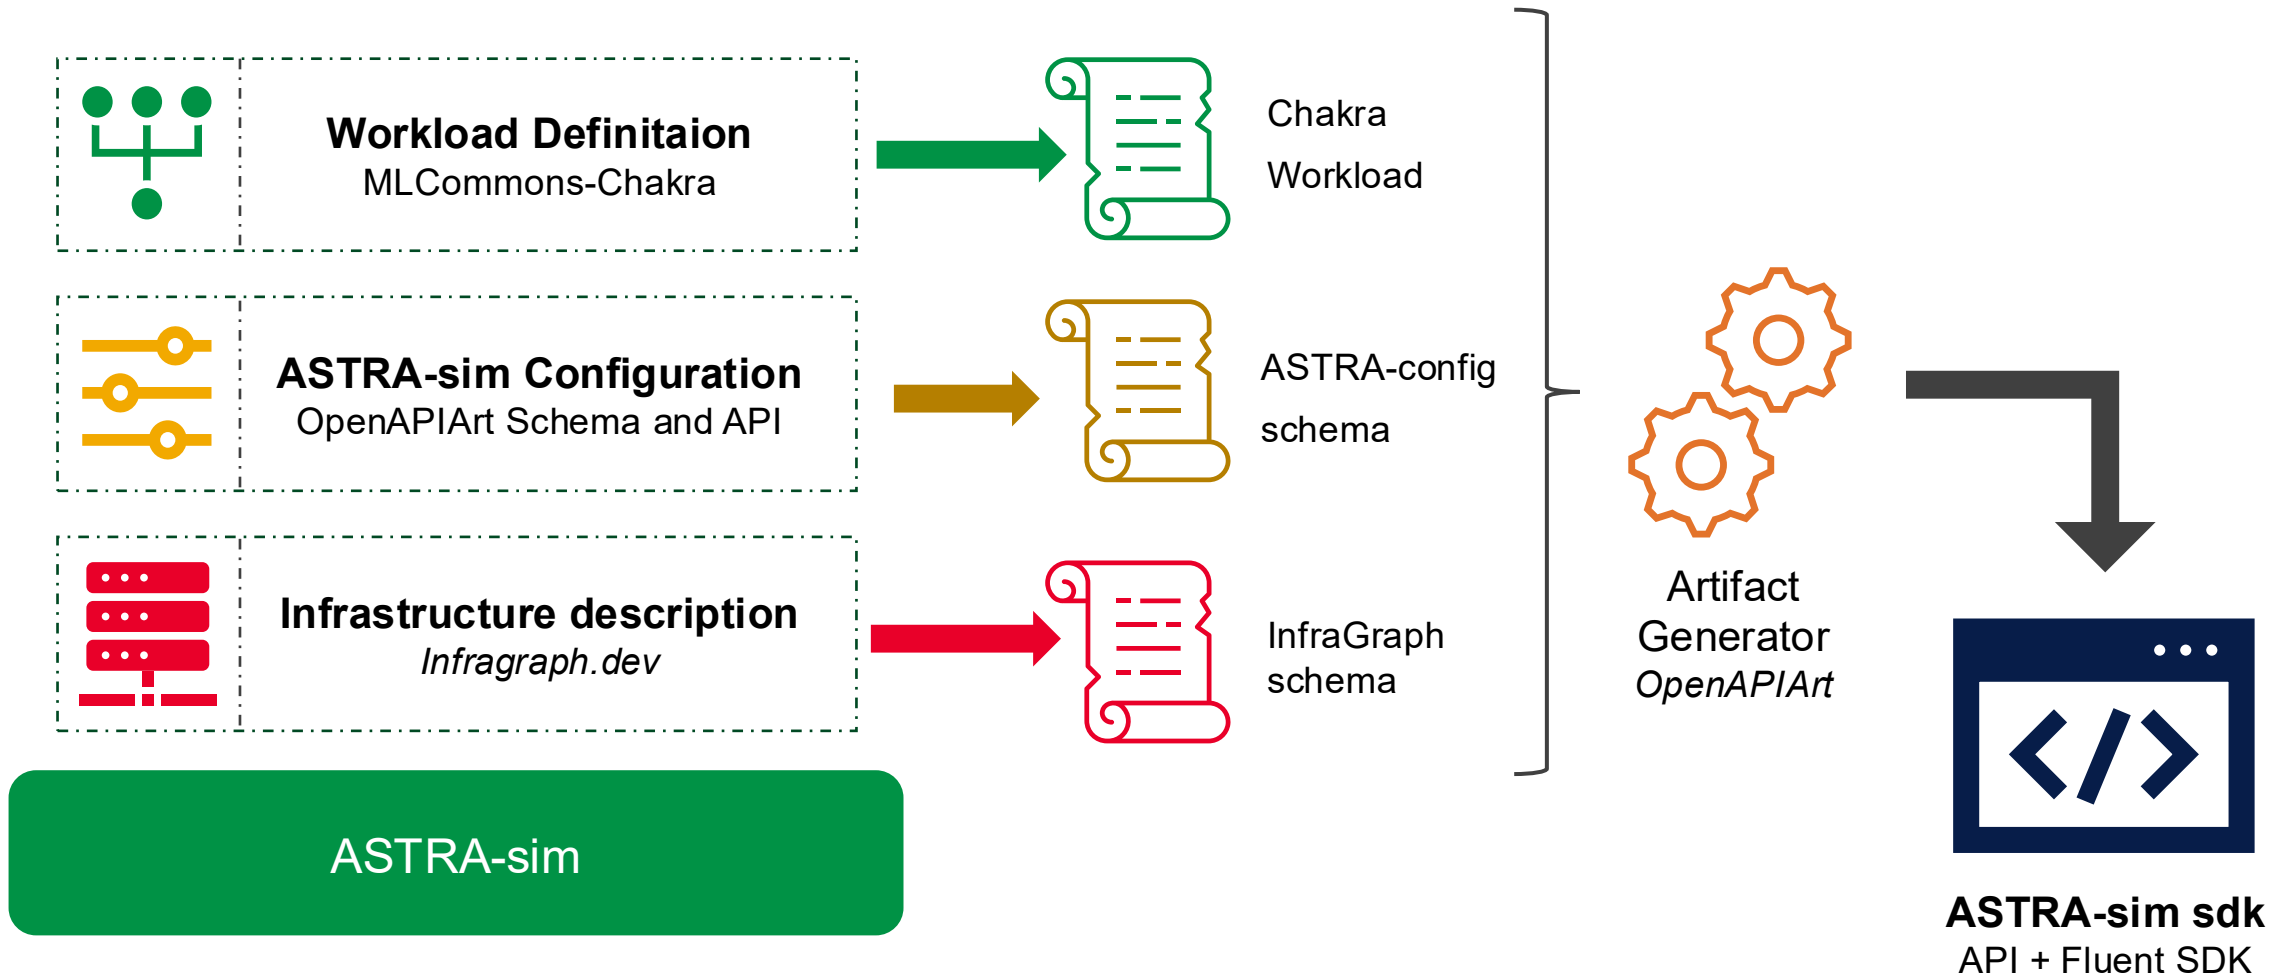 Workload Definitaion
MLCommons-Chakra
Chakra
Workload
ASTRA-sim Configuration
OpenAPIArt Schema and API
ASTRA-config
schema
Infrastructure description
Infragraph.dev
InfraGraph
schema
Artifact
Generator
OpenAPIArt
ASTRA-sim
ASTRA-sim sdk
API + Fluent SDK